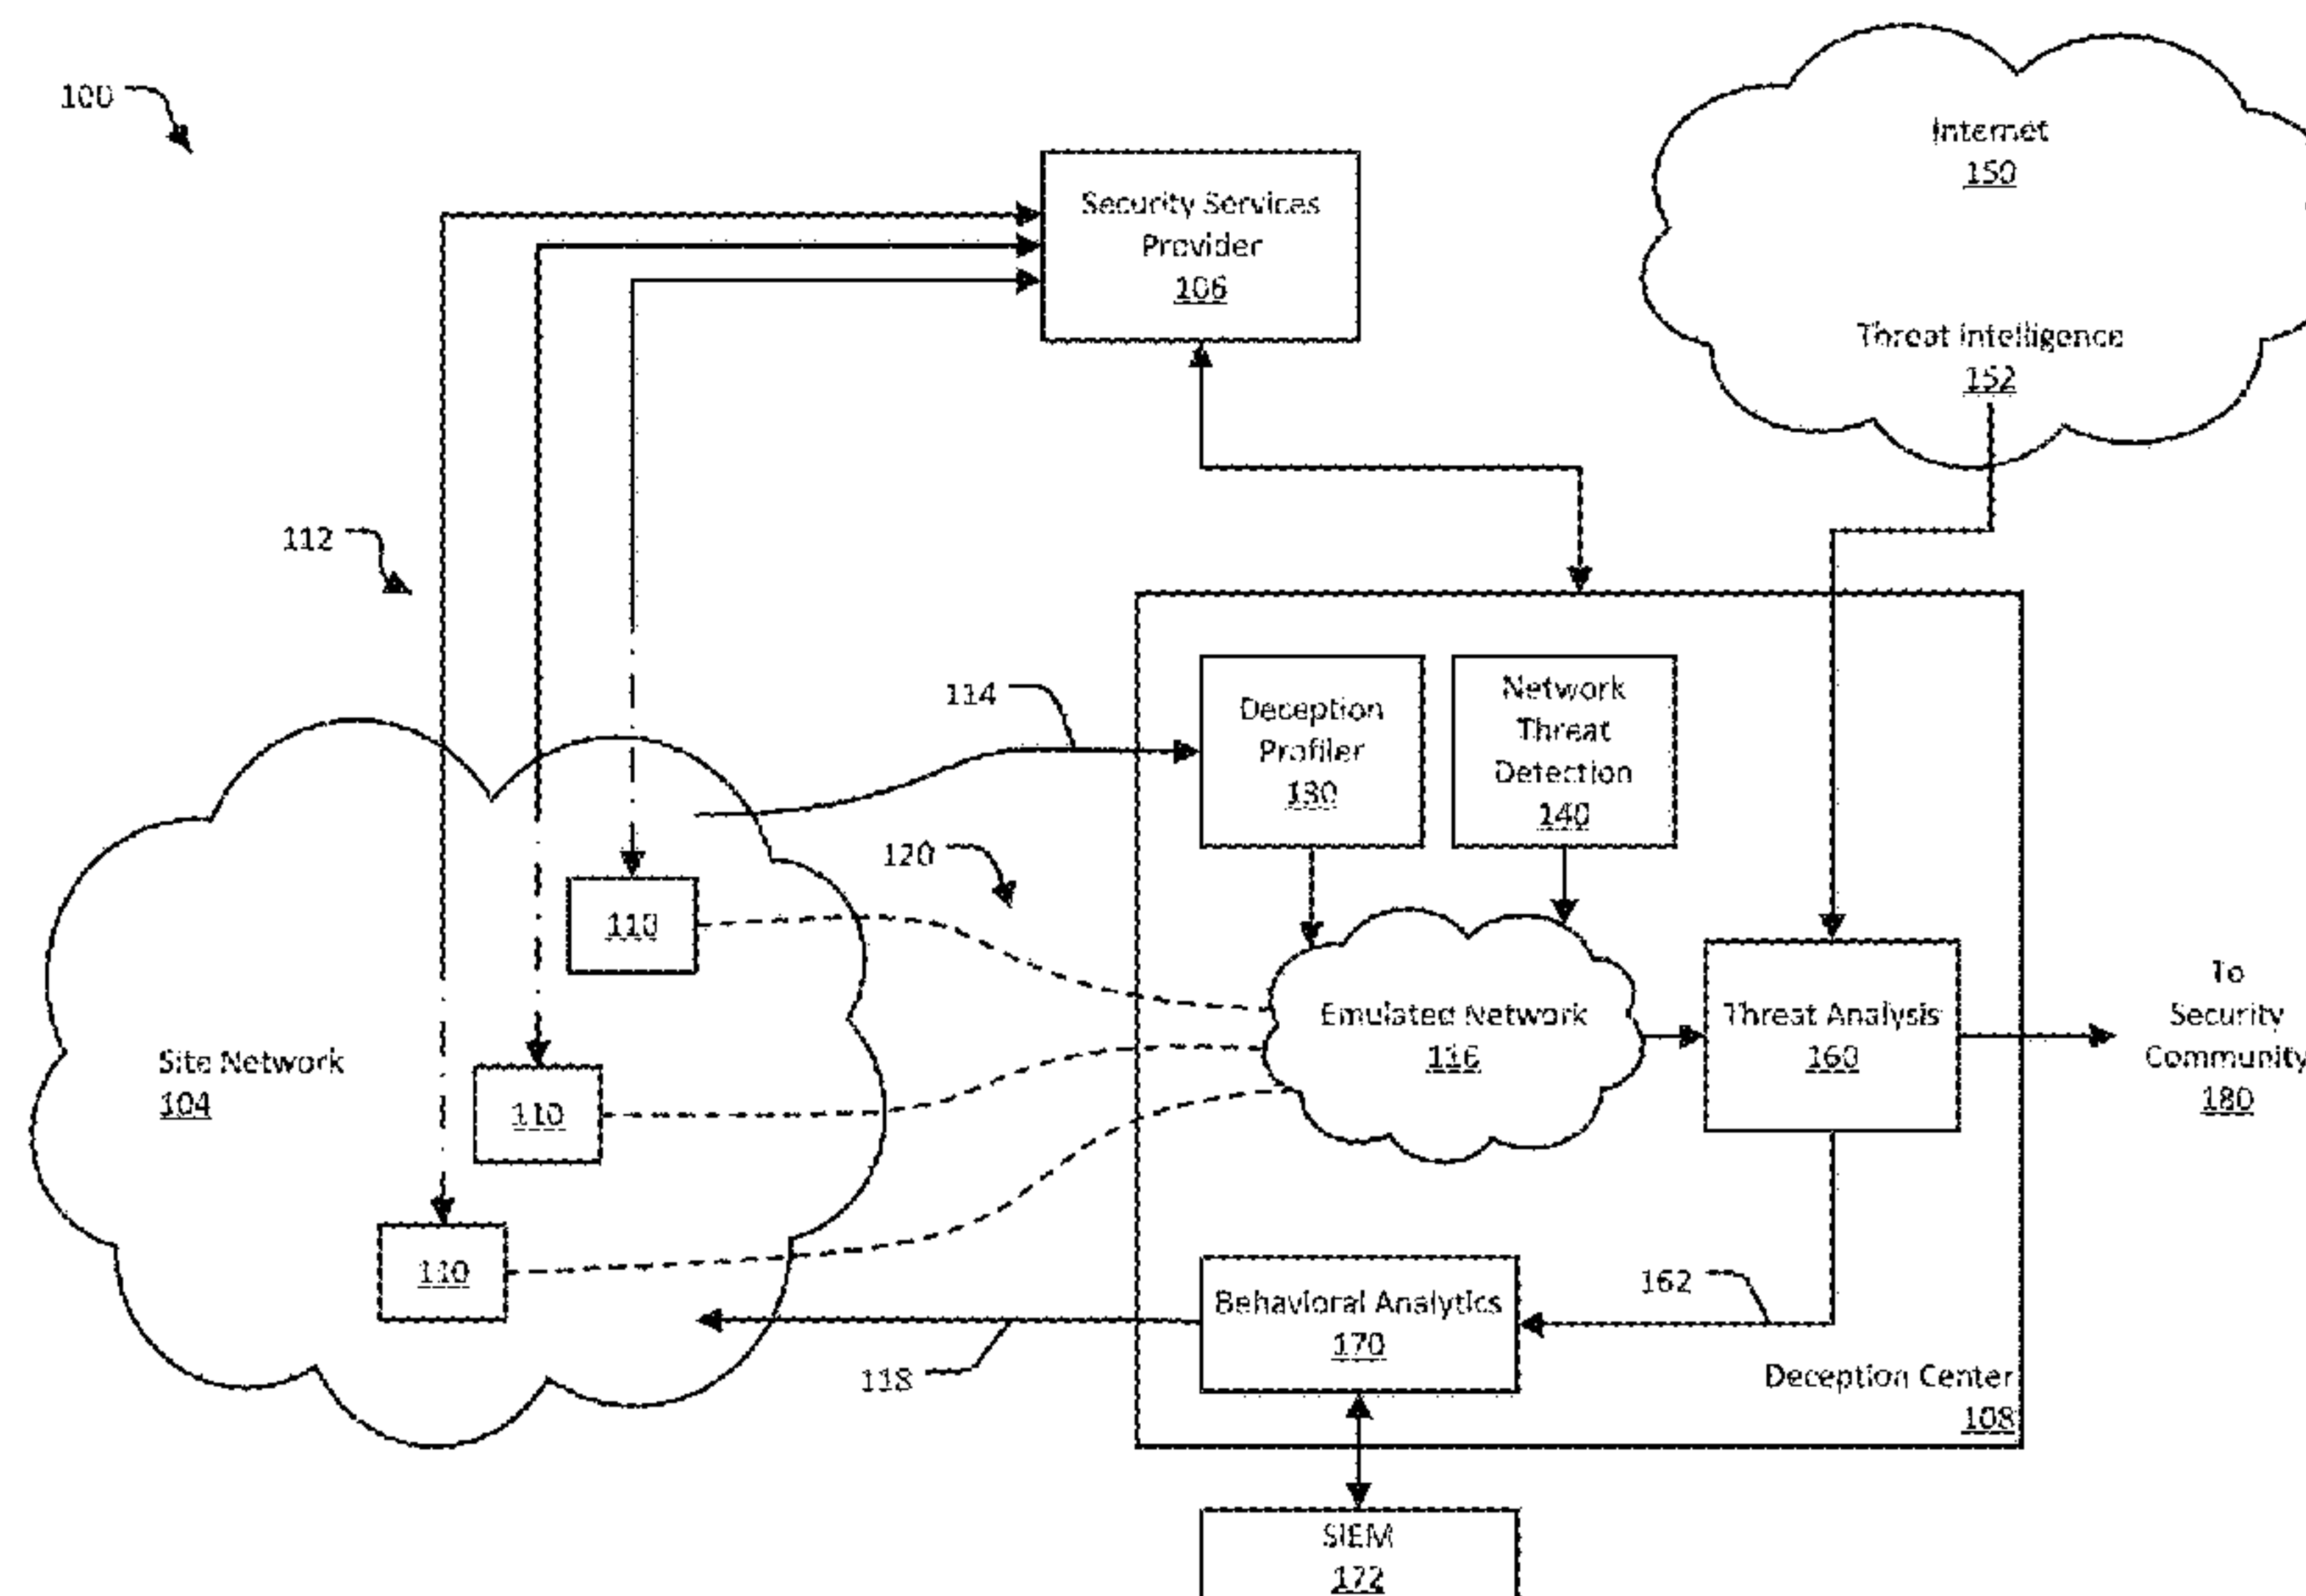 100
Internet
150
Security Services
Provider
106
Threat Intelligence
152
112
114
Deception
Profiler
130
Network
Threat
Detection
140
120
110
Emulated Network
116
Threat Analysis
160
To
Security
Community
180
Site Network
104
110
110
Behavioral Analytics
170
162
118
Deception Center
108
SIEM
172